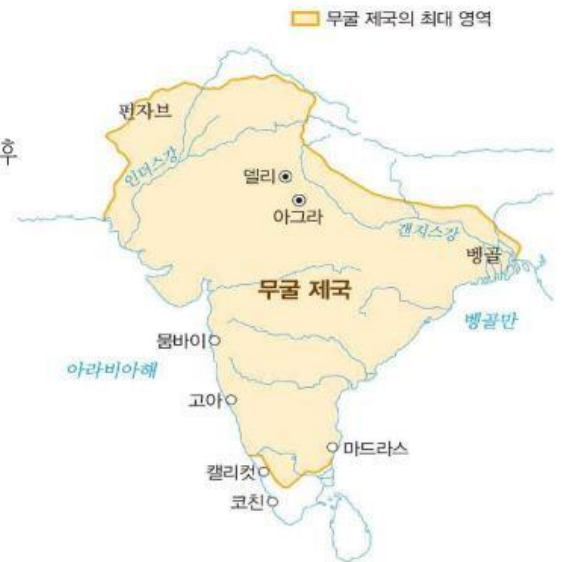 무굴 제국의 최대 영역
펀자브
후
인더스강
델리
아그라
갠지스강
벵골
무굴 제국
벵골만
뭄바이
아라비아해
고아
마드라스
캘리컷
코친